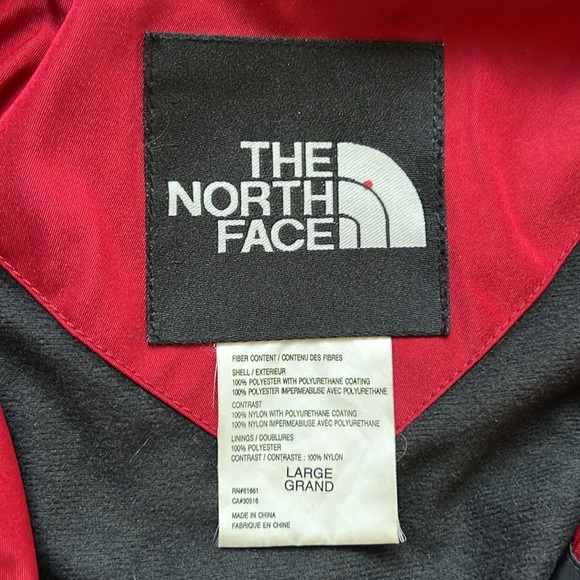 THE
NORTH
FACE
FIBER CONTENT / CONTENU DES FIBRES
SHELL / EXTERIEUR
100% POLYESTER WITH POLYURETHANE COATING
100% POLYESTER IMPERMEABILISE AVEC POLYURETHANE
CONTRAST
100% NYLON WITH POLYURETHANE COATING
100% NYLON IMPERMEABILISE AVEC POLYURETHANE
LININGS / DOUBLURES
100% POLYESTER
CONTRAST / CONTRASTE : 100% NYLON
LARGE
GRAND
RN#61661
CA#30516
MADE IN CHINA
FABRIQUE EN CHINE